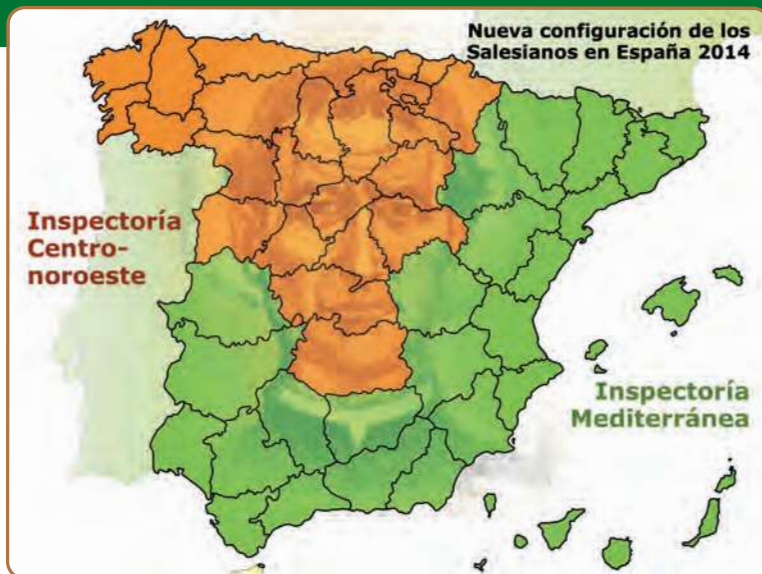 Nueva configuración de los
Salesianos en España 2014
Inspectoría
Centro-
noroeste
Inspectoría
Mediterránea